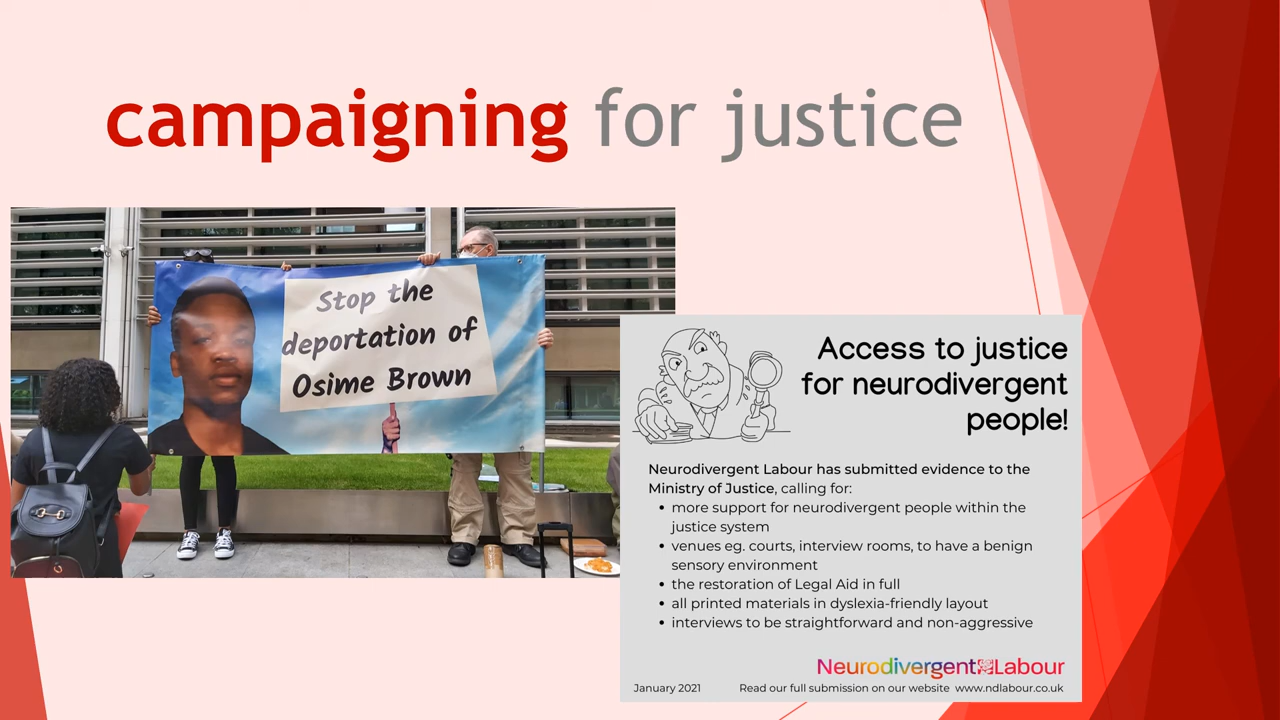 campaigning for justice
Stop the
deportation of
Osime Brown
Access to justice
for neurodivergent
people!
Neurodivergent Labour has submitted evidence to the
Ministry of Justice, calling for:
• more support for neurodivergent people within the
justice system
• venues eg. courts, interview rooms, to have a benign
sensory environment
• the restoration of Legal Aid in full
• all printed materials in dyslexia-friendly layout
• interviews to be straightforward and non-aggressive
Neurodivergent Labour
January 2021 Read our full submission on our website www.ndlabour.co.uk